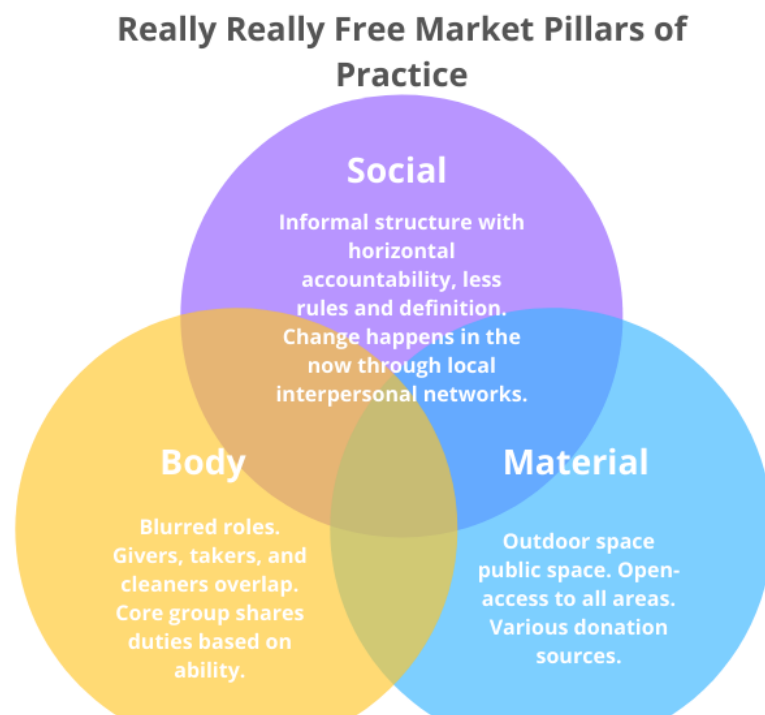 Really Really Free Market Pillars of
Practice
Social
Informal structure with
horizontal
accountability, less
rules and definition.
Change happens in the
now through local
interpersonal networks.
Body
Blurred roles.
Givers, takers, and
cleaners overlap.
Core group shares
duties based on
ability.
Material
Outdoor space
public space. Open-
access to all areas.
Various donation
sources.